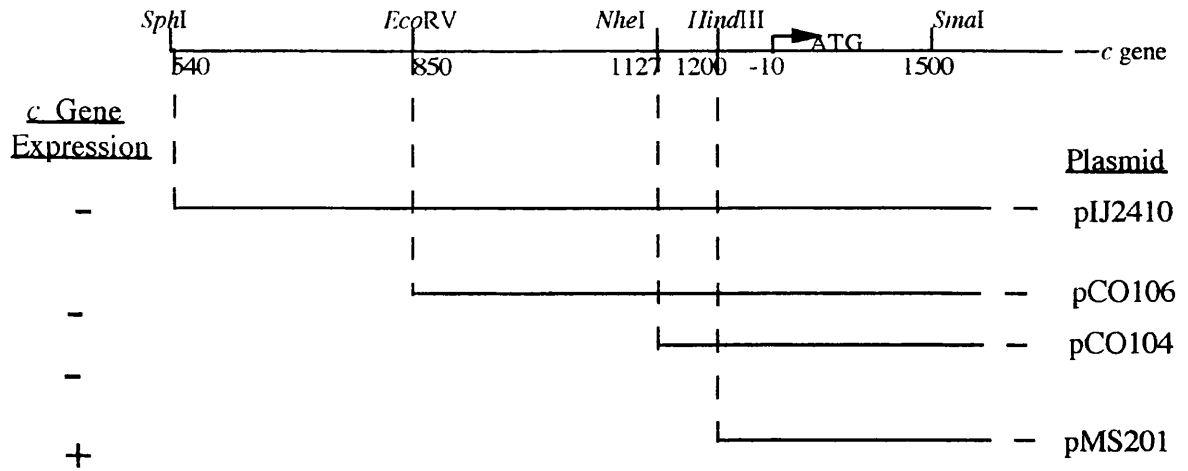 SphI EcoRV NheI HindIII SmaI
ATG
540 850 1127 1200 -10 1500 c gene
c Gene
Expression
Plasmid
- pIJ2410
- pCO106
- pCO104
+ pMS201